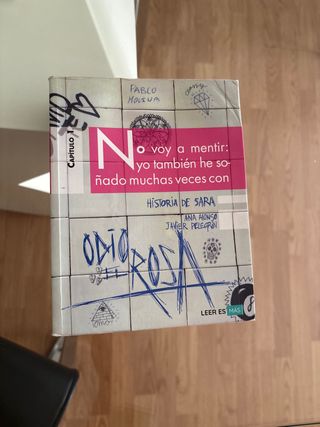 PABLO
MOLINA
CAPÍTULO 1
No voy a mentir:
yo también he so-
ñado muchas veces con
HISTORIA DE SARA
ANA ALONSO
JAVIER PELEGRÍN
ODIO
EL
ROSA
LEER ES MÁS